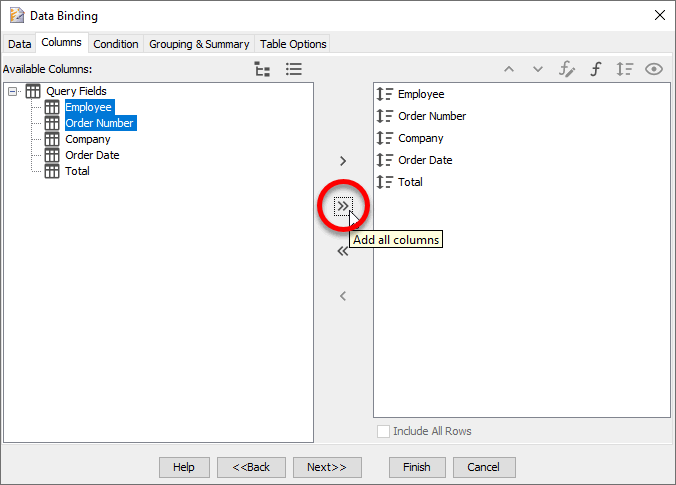 Data Binding
Data Columns Condition Grouping & Summary Table Options
Available Columns:
Query Fields
Employee
Order Number
Company
Order Date
Total
Add all columns
Employee
Order Number
Company
Order Date
Total
Include All Rows
Help <<Back Next>> Finish Cancel